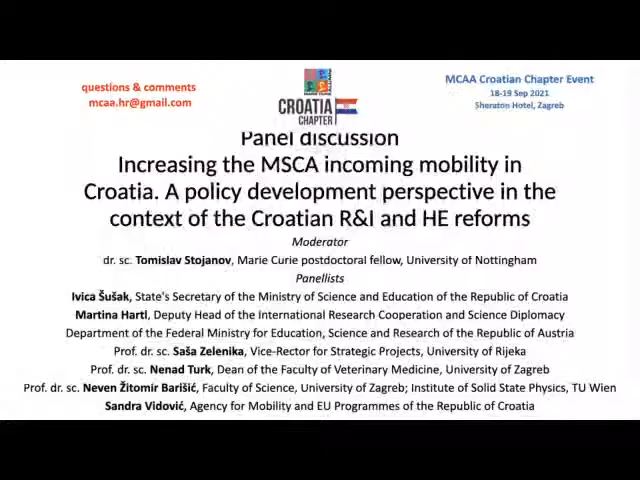 questions & comments
mcaa.hr@gmail.com
CROATIA
CHAPTER
MCAA Croatian Chapter Event
18-19 Sep 2021
Sheraton Hotel, Zagreb
Panel discussion
Increasing the MSCA incoming mobility in
Croatia. A policy development perspective in the
context of the Croatian R&I and HE reforms
Moderator
dr. sc. Tomislav Stojanov, Marie Curie postdoctoral fellow, University of Nottingham
Panellists
Ivica Šušak, State's Secretary of the Ministry of Science and Education of the Republic of Croatia
Martina Hartl, Deputy Head of the International Research Cooperation and Science Diplomacy
Department of the Federal Ministry for Education, Science and Research of the Republic of Austria
Prof. dr. sc. Saša Zelenika, Vice-Rector for Strategic Projects, University of Rijeka
Prof. dr. sc. Nenad Turk, Dean of the Faculty of Veterinary Medicine, University of Zagreb
Prof. dr. sc. Neven Žitomir Barišić, Faculty of Science, University of Zagreb; Institute of Solid State Physics, TU Wien
Sandra Vidović, Agency for Mobility and EU Programmes of the Republic of Croatia